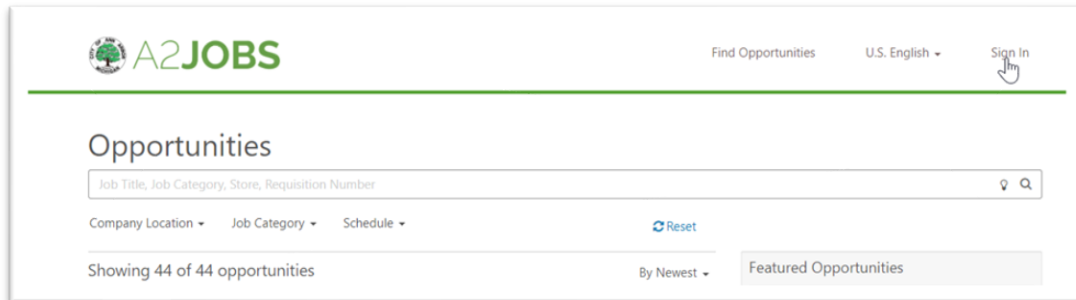 A2JOBS
Find Opportunities U.S. English Sign In
Opportunities
Job Title, Job Category, Store, Requisition Number
Company Location Job Category Schedule Reset
Showing 44 of 44 opportunities By Newest Featured Opportunities